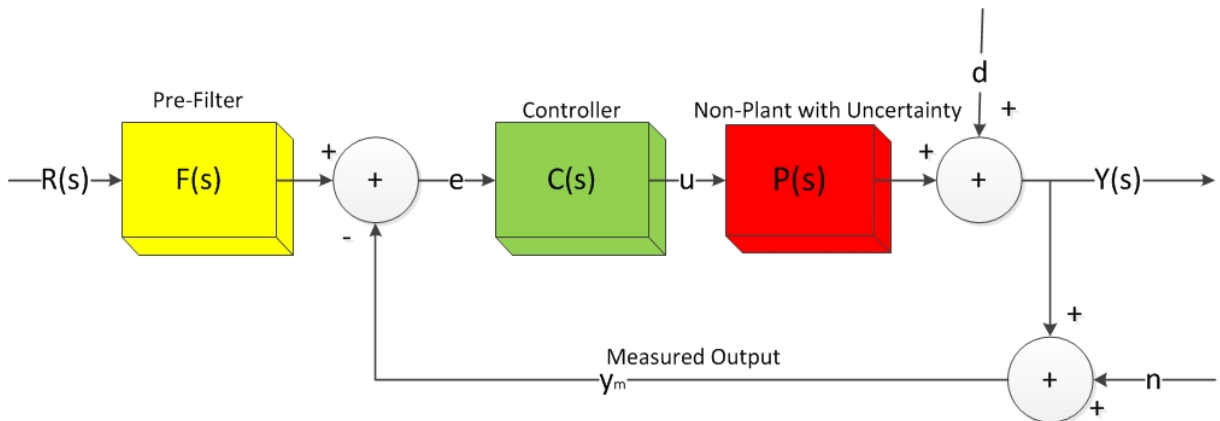 d
Pre-Filter
Controller
Non-Plant with Uncertainty
+
R(s)
F(s)
+
+
e
C(s)
u
P(s)
+
+
Y(s)
-
+
Measured Output
ym
+
n
+